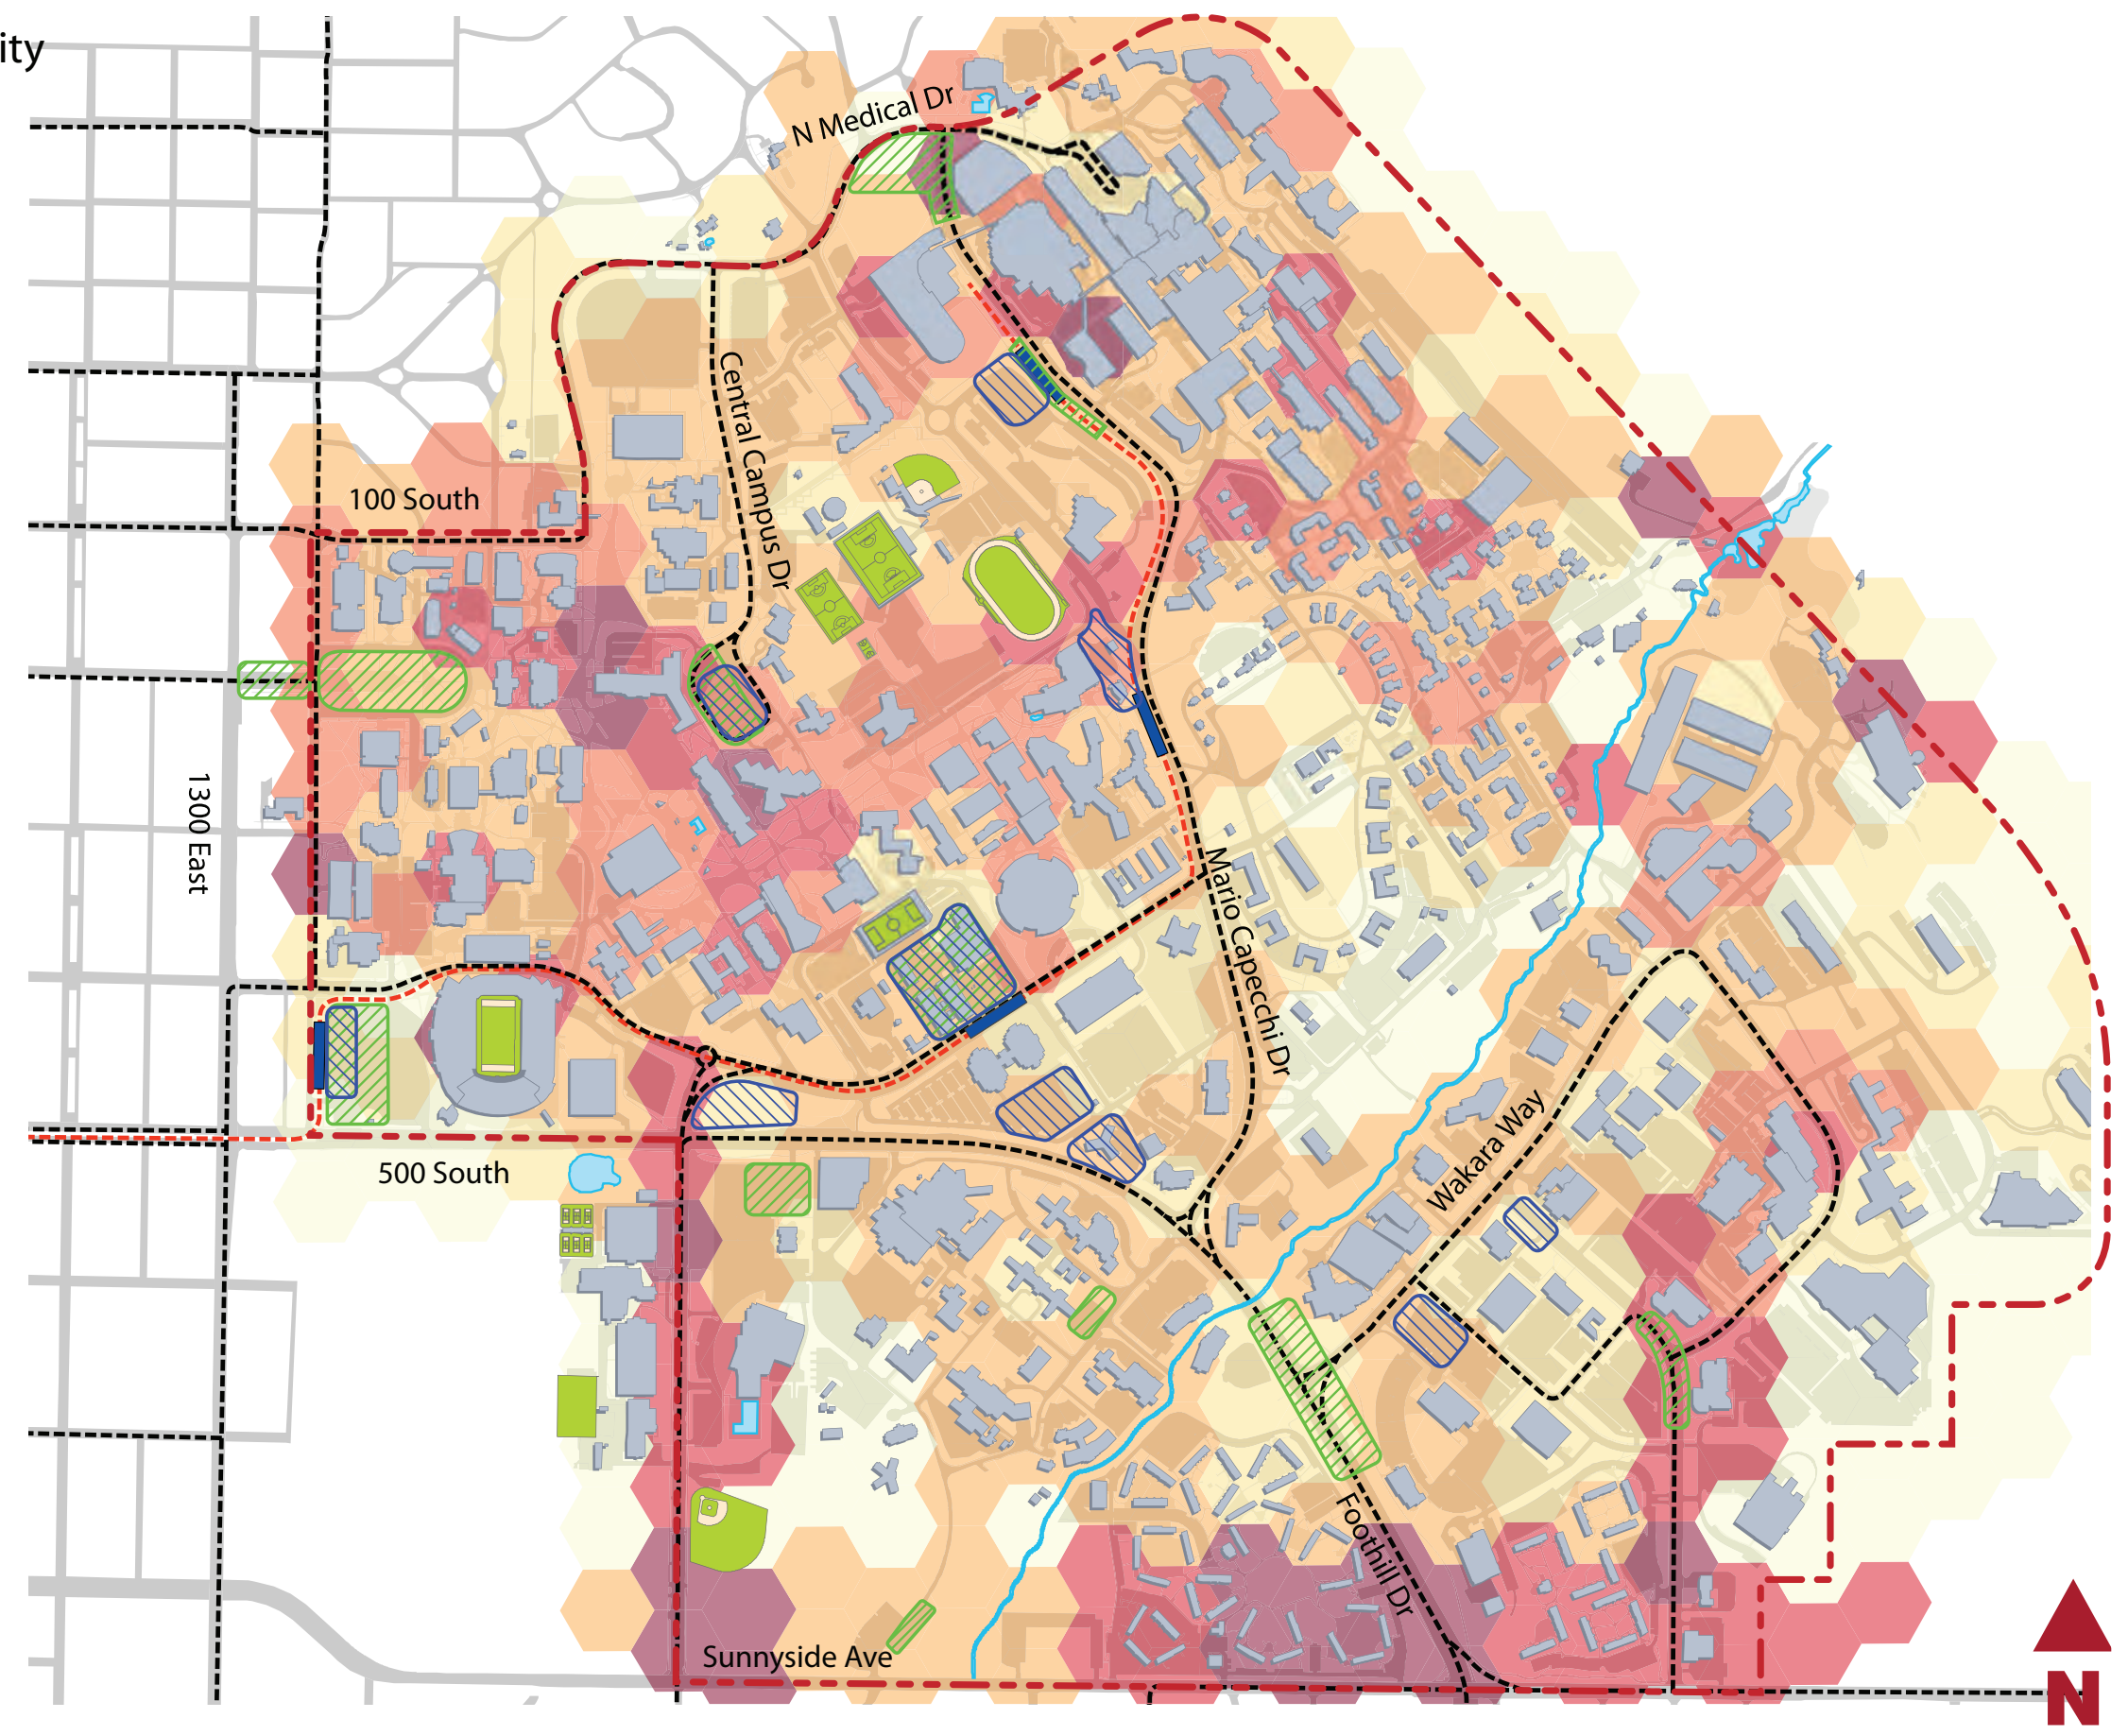 ity
N Medical Dr
Central Campus Dr
100 South
1300 East
Mario Capecchi Dr
500 South
Wakara Way
Foothill Dr
Sunnyside Ave
N